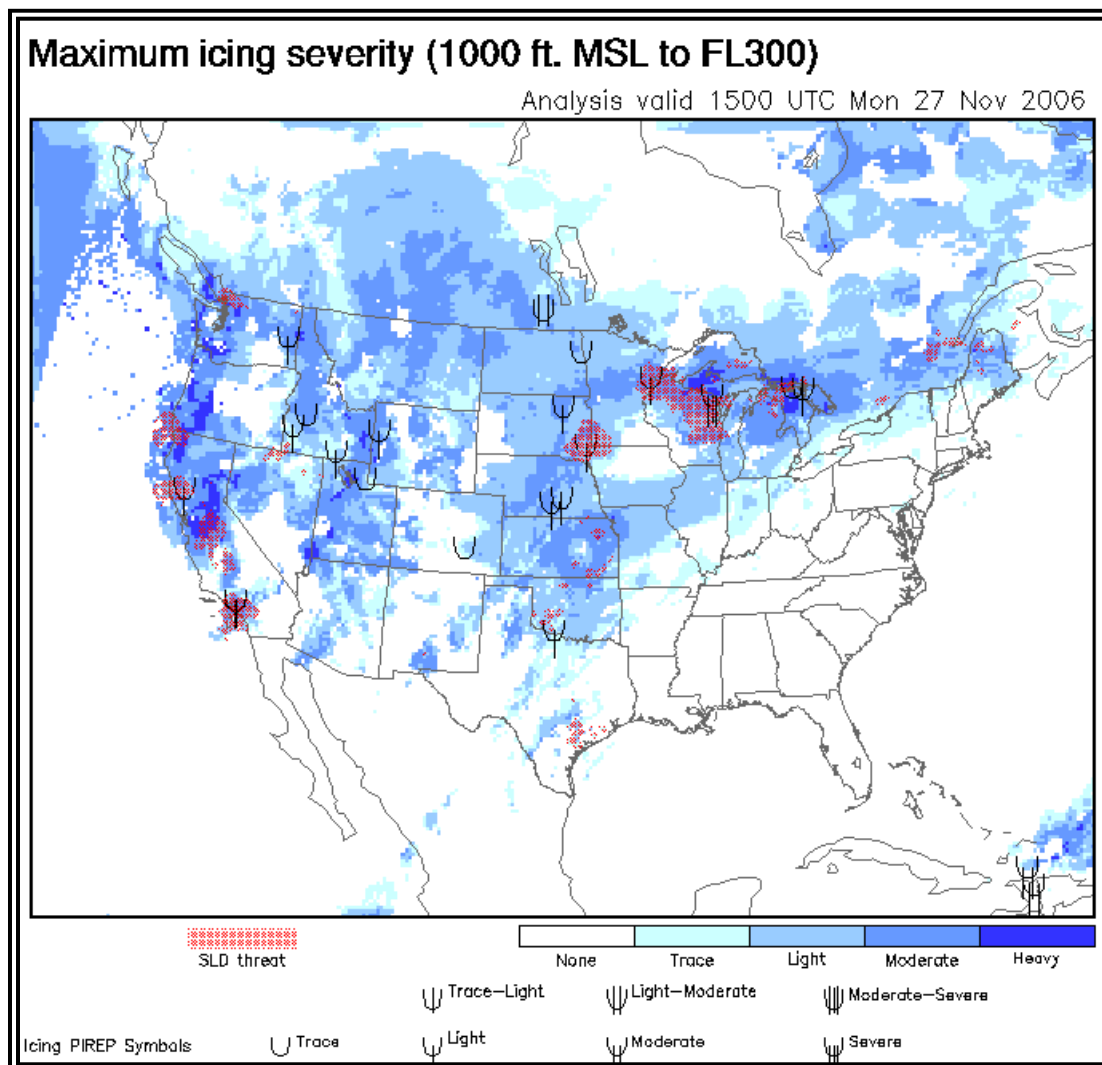 Maximum icing severity (1000 ft. MSL to FL300)
Analysis valid 1500 UTC Mon 27 Nov 2006
SLD threat
None Trace Light Moderate Heavy
Trace-Light Light-Moderate Moderate-Severe
Icing PIREP Symbols Trace Light Moderate Severe